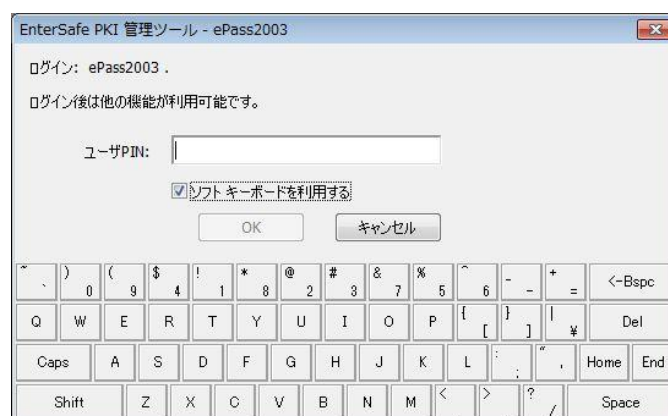 EnterSafe PKI 管理ツール - ePass2003
ログイン: ePass2003 .
ログイン後は他の機能が利用可能です。
ユーザPIN:
ソフト キーボードを利用する
OK キャンセル
~ ` ) 0 ( 9 $ 4 ! 1 * 8 @ 2 # 3 & 7 % 5 ^ 6 - - + = <-Bspc
Q W E R T Y U I O P { [ } ] | ¥ Del
Caps A S D F G H J K L : ; " , Home End
Shift Z X C V B N M < > ? / Space